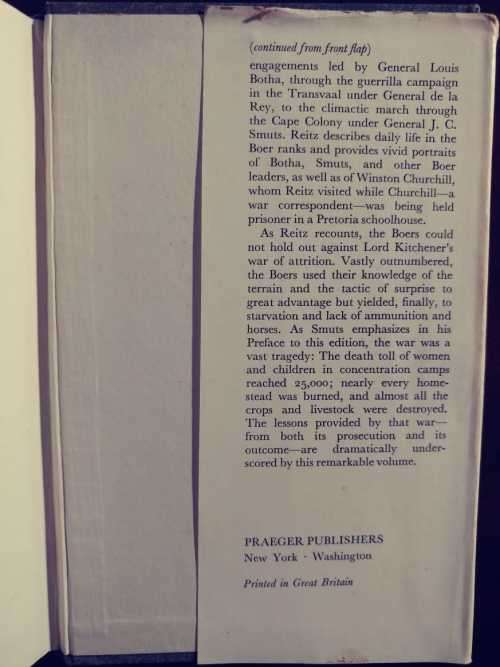 (continued from front flap)
engagements led by General Louis
Botha, through the guerrilla campaign
in the Transvaal under General de la
Rey, to the climactic march through
the Cape Colony under General J. C.
Smuts. Reitz describes daily life in the
Boer ranks and provides vivid portraits
of Botha, Smuts, and other Boer
leaders, as well as of Winston Churchill,
whom Reitz visited while Churchill—a
war correspondent—was being held
prisoner in a Pretoria schoolhouse.
As Reitz recounts, the Boers could
not hold out against Lord Kitchener's
war of attrition. Vastly outnumbered,
the Boers used their knowledge of the
terrain and the tactic of surprise to
great advantage but yielded, finally, to
starvation and lack of ammunition and
horses. As Smuts emphasizes in his
Preface to this edition, the war was a
vast tragedy: The death toll of women
and children in concentration camps
reached 25,000; nearly every home-
stead was burned, and almost all the
crops and livestock were destroyed.
The lessons provided by that war—
from both its prosecution and its
outcome—are dramatically under-
scored by this remarkable volume.
PRAEGER PUBLISHERS
New York · Washington
Printed in Great Britain